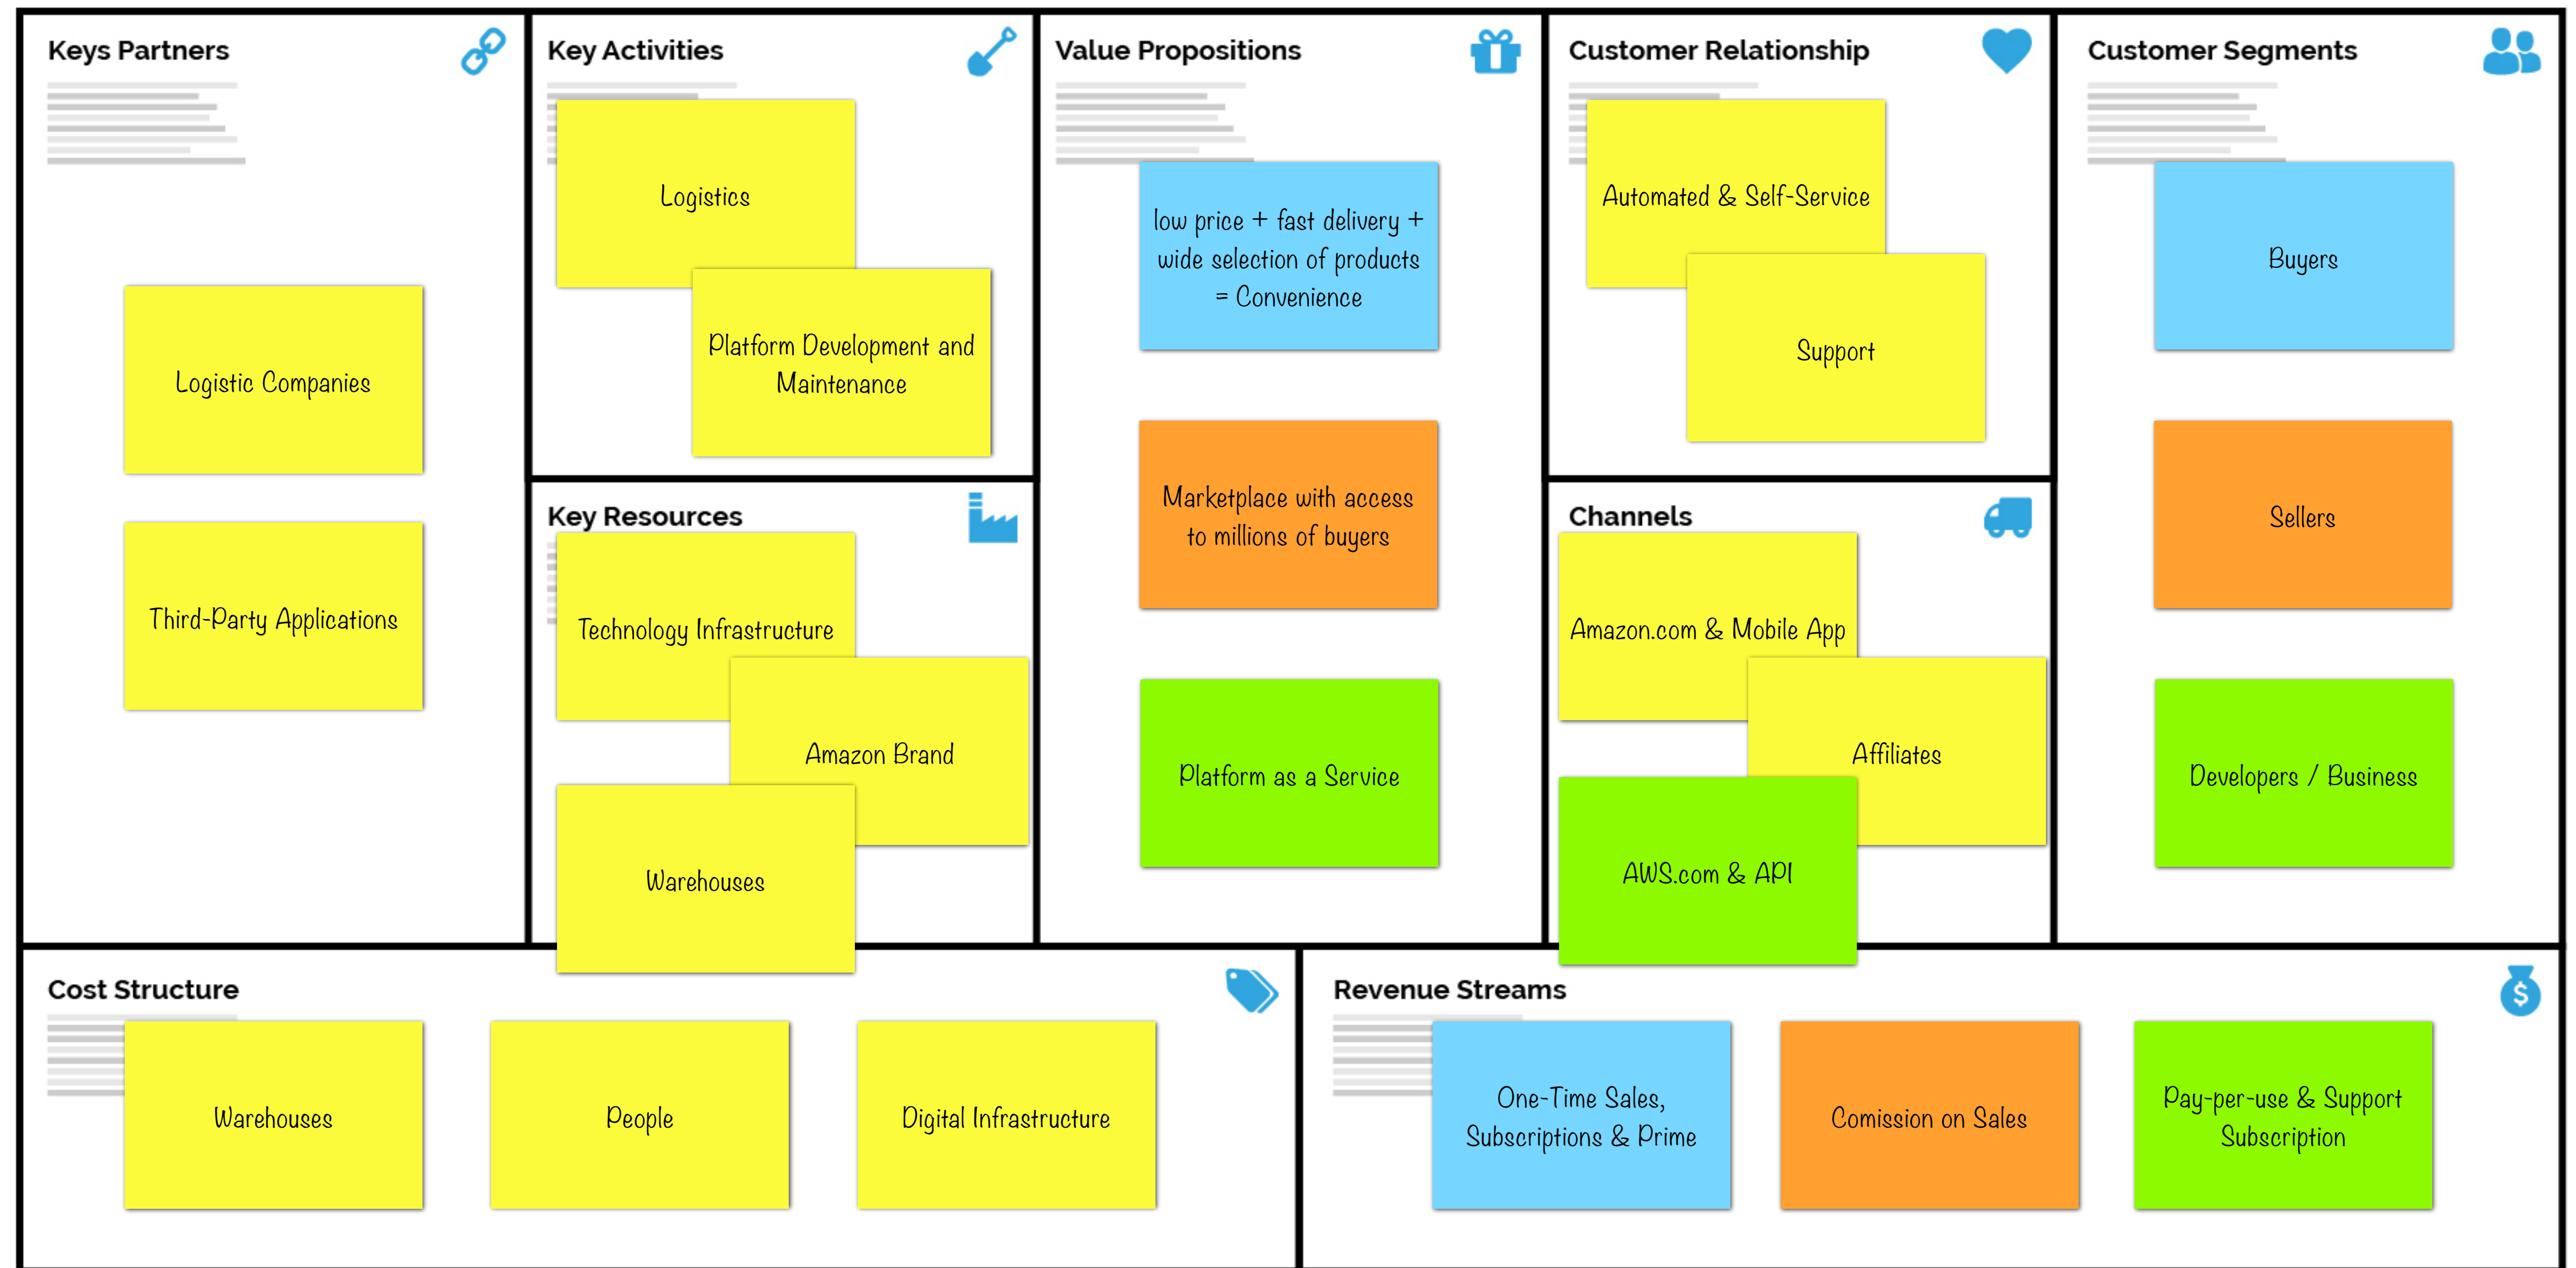 Keys Partners
Logistic Companies
Third-Party Applications
Key Activities
Logistics
Platform Development and
Maintenance
Key Resources
Technology Infrastructure
Amazon Brand
Warehouses
Value Propositions
low price + fast delivery +
wide selection of products
= Convenience
Marketplace with access
to millions of buyers
Platform as a Service
Customer Relationship
Automated & Self-Service
Support
Channels
Amazon.com & Mobile App
Affiliates
AWS.com & API
Customer Segments
Buyers
Sellers
Developers / Business
Cost Structure
Warehouses
People
Digital Infrastructure
Revenue Streams
$
One-Time Sales,
Subscriptions & Prime
Comission on Sales
Pay-per-use & Support
Subscription